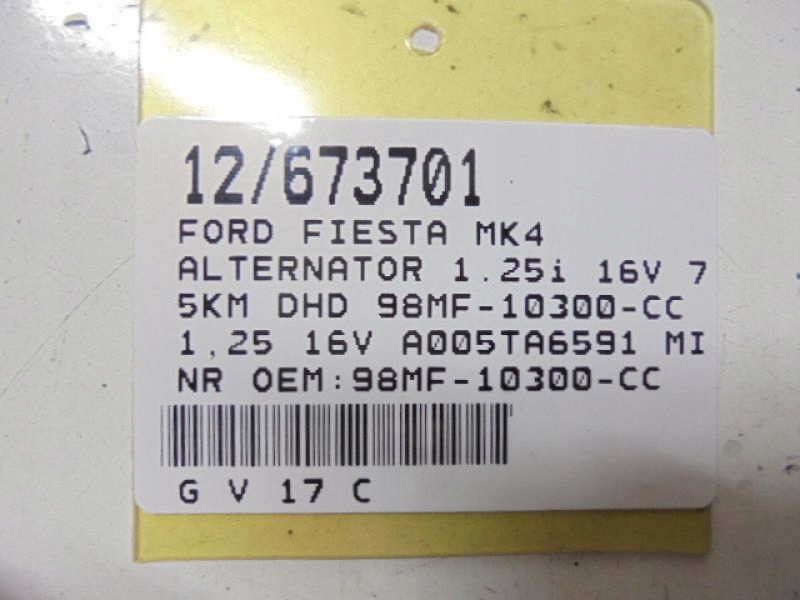 12/673701
FORD FIESTA MK4
ALTERNATOR 1.25i 16V 7
5KM DHD 98MF-10300-CC
1,25 16V A005TA6591 MI
NR OEM:98MF-10300-CC
G V 17 C